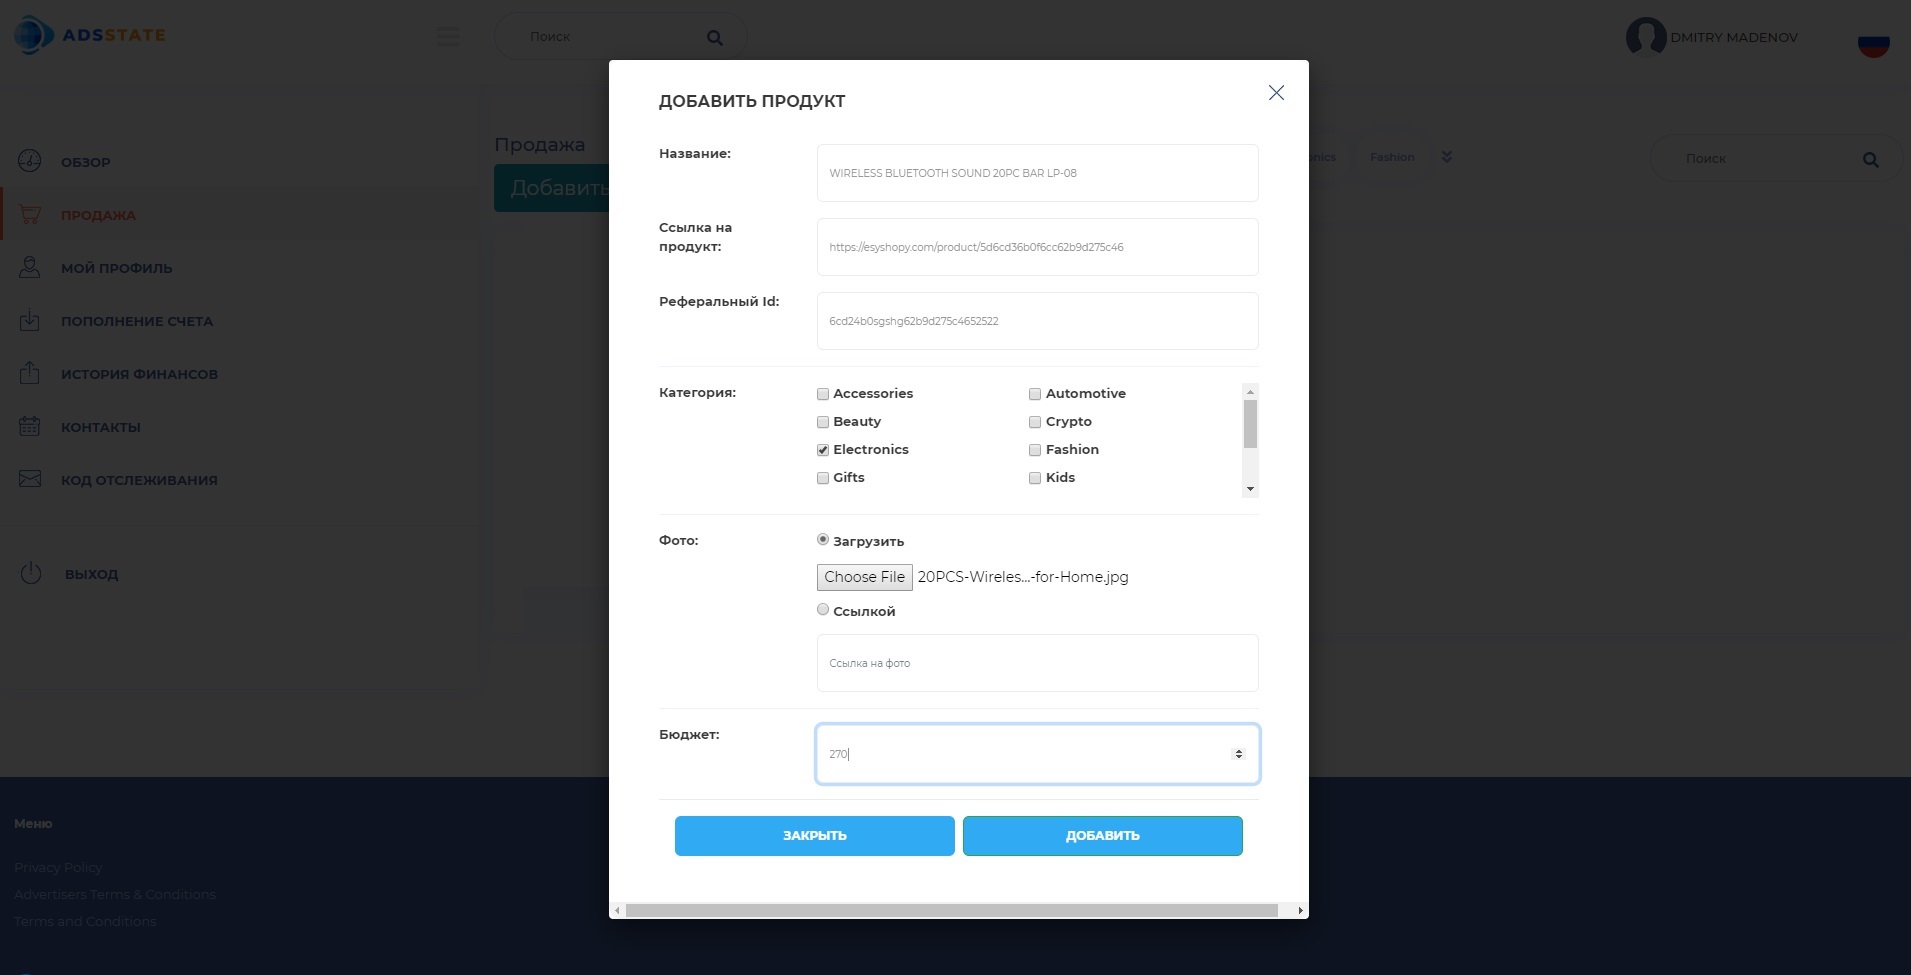 ADSSTATE
Поиск
DMITRY MADENOV
ОБЗОР
ПРОДАЖА
МОЙ ПРОФИЛЬ
ПОПОЛНЕНИЕ СЧЕТА
ИСТОРИЯ ФИНАНСОВ
КОНТАКТЫ
КОД ОТСЛЕЖИВАНИЯ
ВЫХОД
Продажа
Добавить
Fashion
Поиск
ДОБАВИТЬ ПРОДУКТ
Название:
WIRELESS BLUETOOTH SOUND 20PC BAR LP-08
Ссылка на
продукт:
https://esyshopy.com/product/5d6cd36b0f6cc62b9d275c46
Реферальный Id:
6cd24b0sgshg62b9d275c4652522
Категория:
Accessories
Automotive
Beauty
Crypto
Electronics
Fashion
Gifts
Kids
Фото:
Загрузить
Choose File 20PCS-Wireles...-for-Home.jpg
Ссылкой
Ссылка на фото
Бюджет:
270
ЗАКРЫТЬ
ДОБАВИТЬ
Меню
Privacy Policy
Advertisers Terms & Conditions
Terms and Conditions